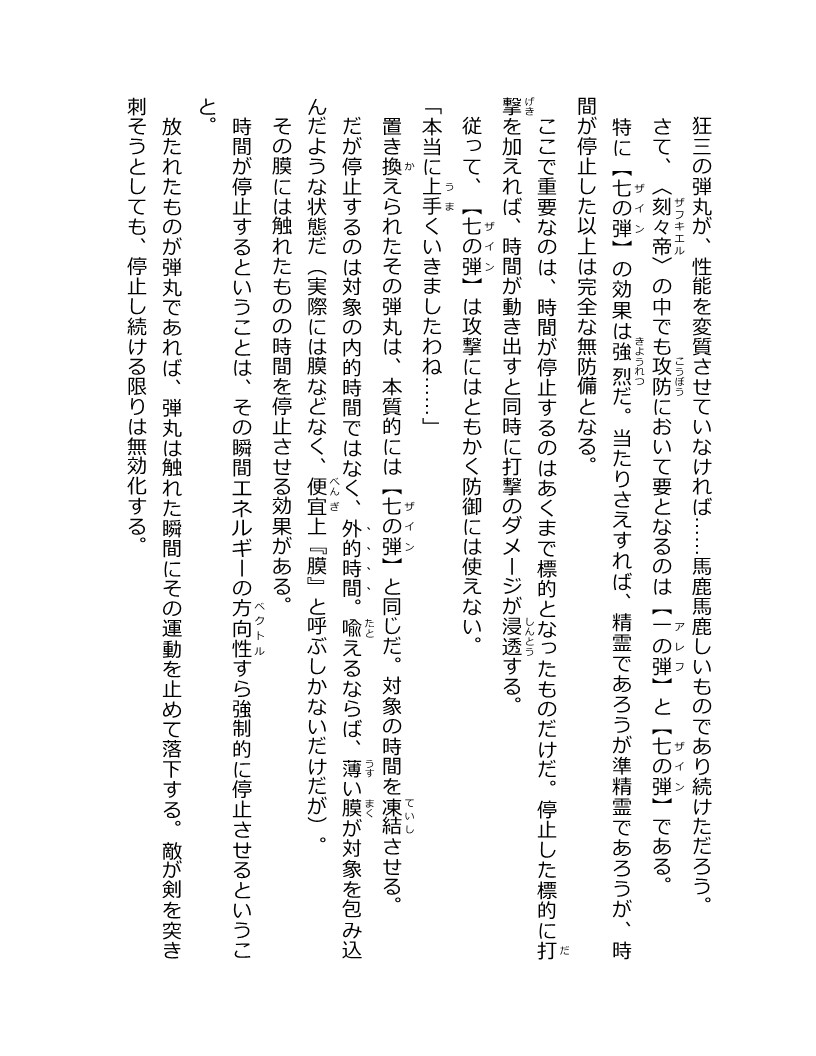 狂三の弾丸が、性能を変質させていなければ……馬鹿馬鹿しいものであり続けただろう。
さて、〈刻々帝〉の中でも攻防において要となるのは【一の弾】と【七の弾】である。
特に【七の弾】の効果は強烈だ。当たりさえすれば、精霊であろうが準精霊であろうが、時
間が停止した以上は完全な無防備となる。
ここで重要なのは、時間が停止するのはあくまで標的となったものだけだ。停止した標的に打
撃を加えれば、時間が動き出すと同時に打撃のダメージが浸透する。
従って、【七の弾】は攻撃にはともかく防御には使えない。
「本当に上手くいきましたわね……」
置き換えられたその弾丸は、本質的には【七の弾】と同じだ。対象の時間を凍結させる。
だが停止するのは対象の内的時間ではなく、外的時間。喩えるならば、薄い膜が対象を包み込
んだような状態だ（実際には膜などなく、便宜上『膜』と呼ぶしかないだけだが）。
その膜には触れたものの時間を停止させる効果がある。
時間が停止するということは、その瞬間エネルギーの方向性すら強制的に停止させるというこ
と。
放たれたものが弾丸であれば、弾丸は触れた瞬間にその運動を止めて落下する。敵が剣を突き
刺そうとしても、停止し続ける限りは無効化する。